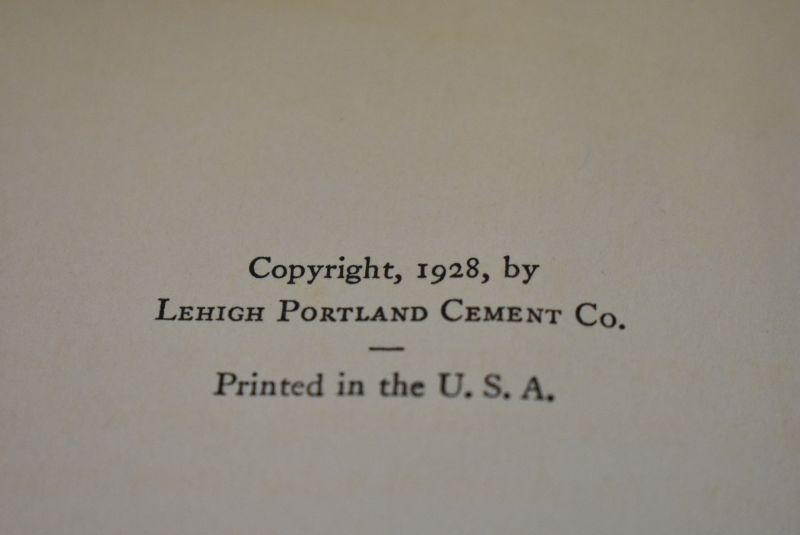 Copyright, 1928, by
LEHIGH PORTLAND CEMENT CO.
—
Printed in the U. S. A.